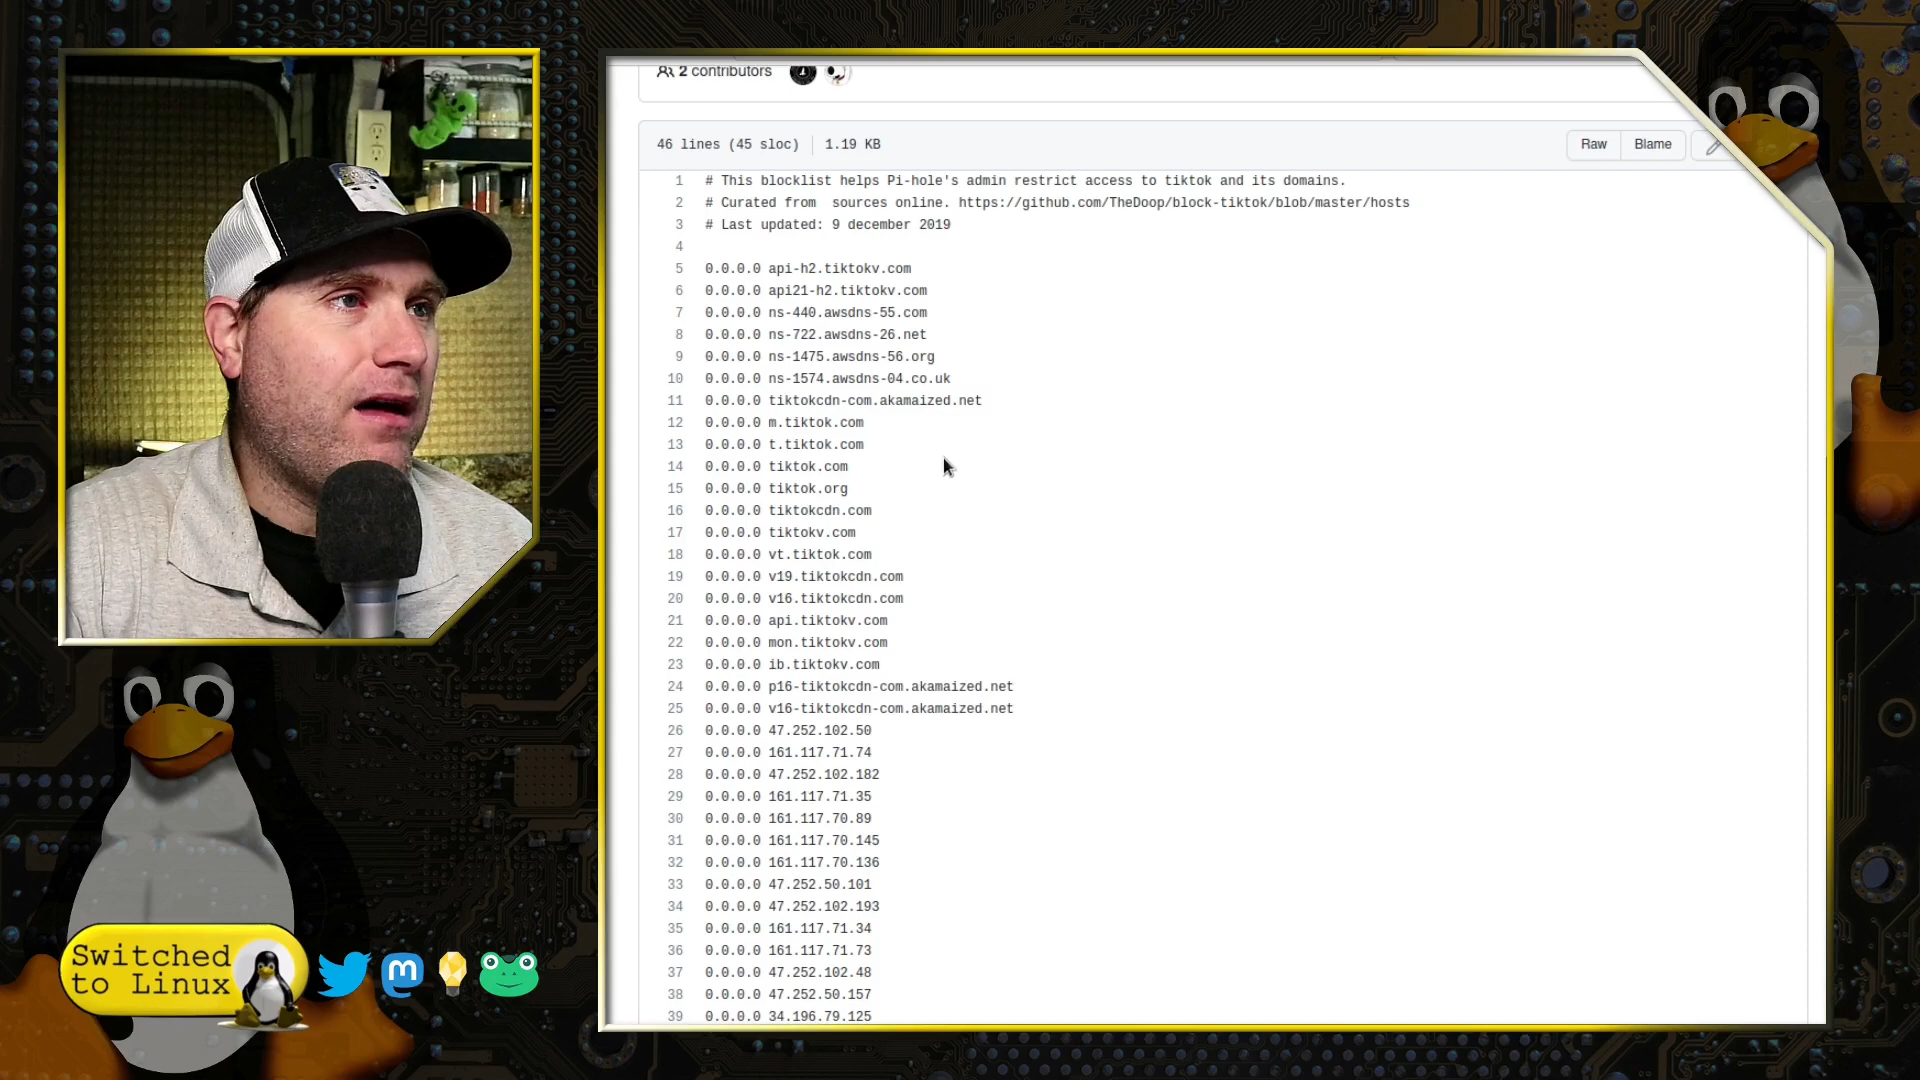 2 contributors
46 lines (45 sloc) 1.19 KB
Raw Blame
1 # This blocklist helps Pi-hole's admin restrict access to tiktok and its domains.
2 # Curated from  sources online. https://github.com/TheDoop/block-tiktok/blob/master/hosts
3 # Last updated: 9 december 2019
4
5 0.0.0.0 api-h2.tiktokv.com
6 0.0.0.0 api21-h2.tiktokv.com
7 0.0.0.0 ns-440.awsdns-55.com
8 0.0.0.0 ns-722.awsdns-26.net
9 0.0.0.0 ns-1475.awsdns-56.org
10 0.0.0.0 ns-1574.awsdns-04.co.uk
11 0.0.0.0 tiktokcdn-com.akamaized.net
12 0.0.0.0 m.tiktok.com
13 0.0.0.0 t.tiktok.com
14 0.0.0.0 tiktok.com
15 0.0.0.0 tiktok.org
16 0.0.0.0 tiktokcdn.com
17 0.0.0.0 tiktokv.com
18 0.0.0.0 vt.tiktok.com
19 0.0.0.0 v19.tiktokcdn.com
20 0.0.0.0 v16.tiktokcdn.com
21 0.0.0.0 api.tiktokv.com
22 0.0.0.0 mon.tiktokv.com
23 0.0.0.0 ib.tiktokv.com
24 0.0.0.0 p16-tiktokcdn-com.akamaized.net
25 0.0.0.0 v16-tiktokcdn-com.akamaized.net
26 0.0.0.0 47.252.102.50
27 0.0.0.0 161.117.71.74
28 0.0.0.0 47.252.102.182
29 0.0.0.0 161.117.71.35
30 0.0.0.0 161.117.70.89
31 0.0.0.0 161.117.70.145
32 0.0.0.0 161.117.70.136
33 0.0.0.0 47.252.50.101
34 0.0.0.0 47.252.102.193
35 0.0.0.0 161.117.71.34
36 0.0.0.0 161.117.71.73
37 0.0.0.0 47.252.102.48
38 0.0.0.0 47.252.50.157
39 0.0.0.0 34.196.79.125
Switched
to Linux
m